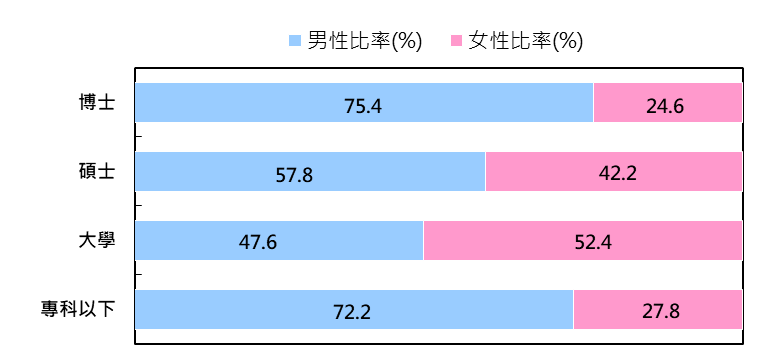 男性比率(%) 女性比率(%)
博士 75.4 24.6
碩士 57.8 42.2
大學 47.6 52.4
專科以下 72.2 27.8